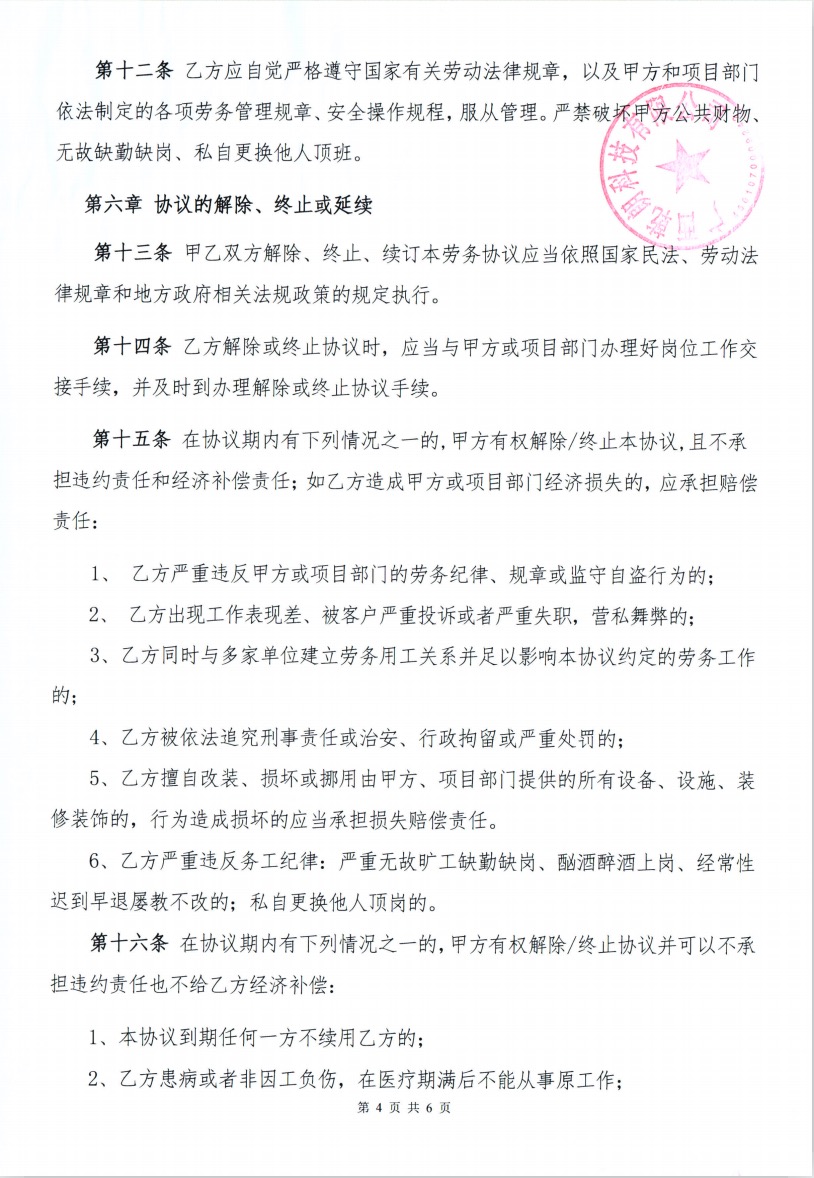 第十二条 乙方应自觉严格遵守国家有关劳动法律规章，以及甲方和项目部门
依法制定的各项劳务管理规章、安全操作规程，服从管理。严禁破坏甲方公共财物、
无故缺勤缺岗、私自更换他人顶班。
第六章 协议的解除、终止或延续
第十三条 甲乙双方解除、终止、续订本劳务协议应当依照国家民法、劳动法
律规章和地方政府相关法规政策的规定执行。
第十四条 乙方解除或终止协议时，应当与甲方或项目部门办理好岗位工作交
接手续，并及时到办理解除或终止协议手续。
第十五条 在协议期内有下列情况之一的,甲方有权解除/终止本协议,且不承
担违约责任和经济补偿责任；如乙方造成甲方或项目部门经济损失的，应承担赔偿
责任：
1、 乙方严重违反甲方或项目部门的劳务纪律、规章或监守自盗行为的；
2、 乙方出现工作表现差、被客户严重投诉或者严重失职，营私舞弊的；
3、乙方同时与多家单位建立劳务用工关系并足以影响本协议约定的劳务工作
的；
4、乙方被依法追究刑事责任或治安、行政拘留或严重处罚的；
5、乙方擅自改装、损坏或挪用由甲方、项目部门提供的所有设备、设施、装
修装饰的，行为造成损坏的应当承担损失赔偿责任。
6、乙方严重违反务工纪律：严重无故旷工缺勤缺岗、酗酒醉酒上岗、经常性
迟到早退屡教不改的；私自更换他人顶岗的。
第十六条 在协议期内有下列情况之一的,甲方有权解除/终止协议并可以不承
担违约责任也不给乙方经济补偿：
1、本协议到期任何一方不续用乙方的；
2、乙方患病或者非因工负伤，在医疗期满后不能从事原工作；
第 4 页 共 6 页
广西
科技有限公司